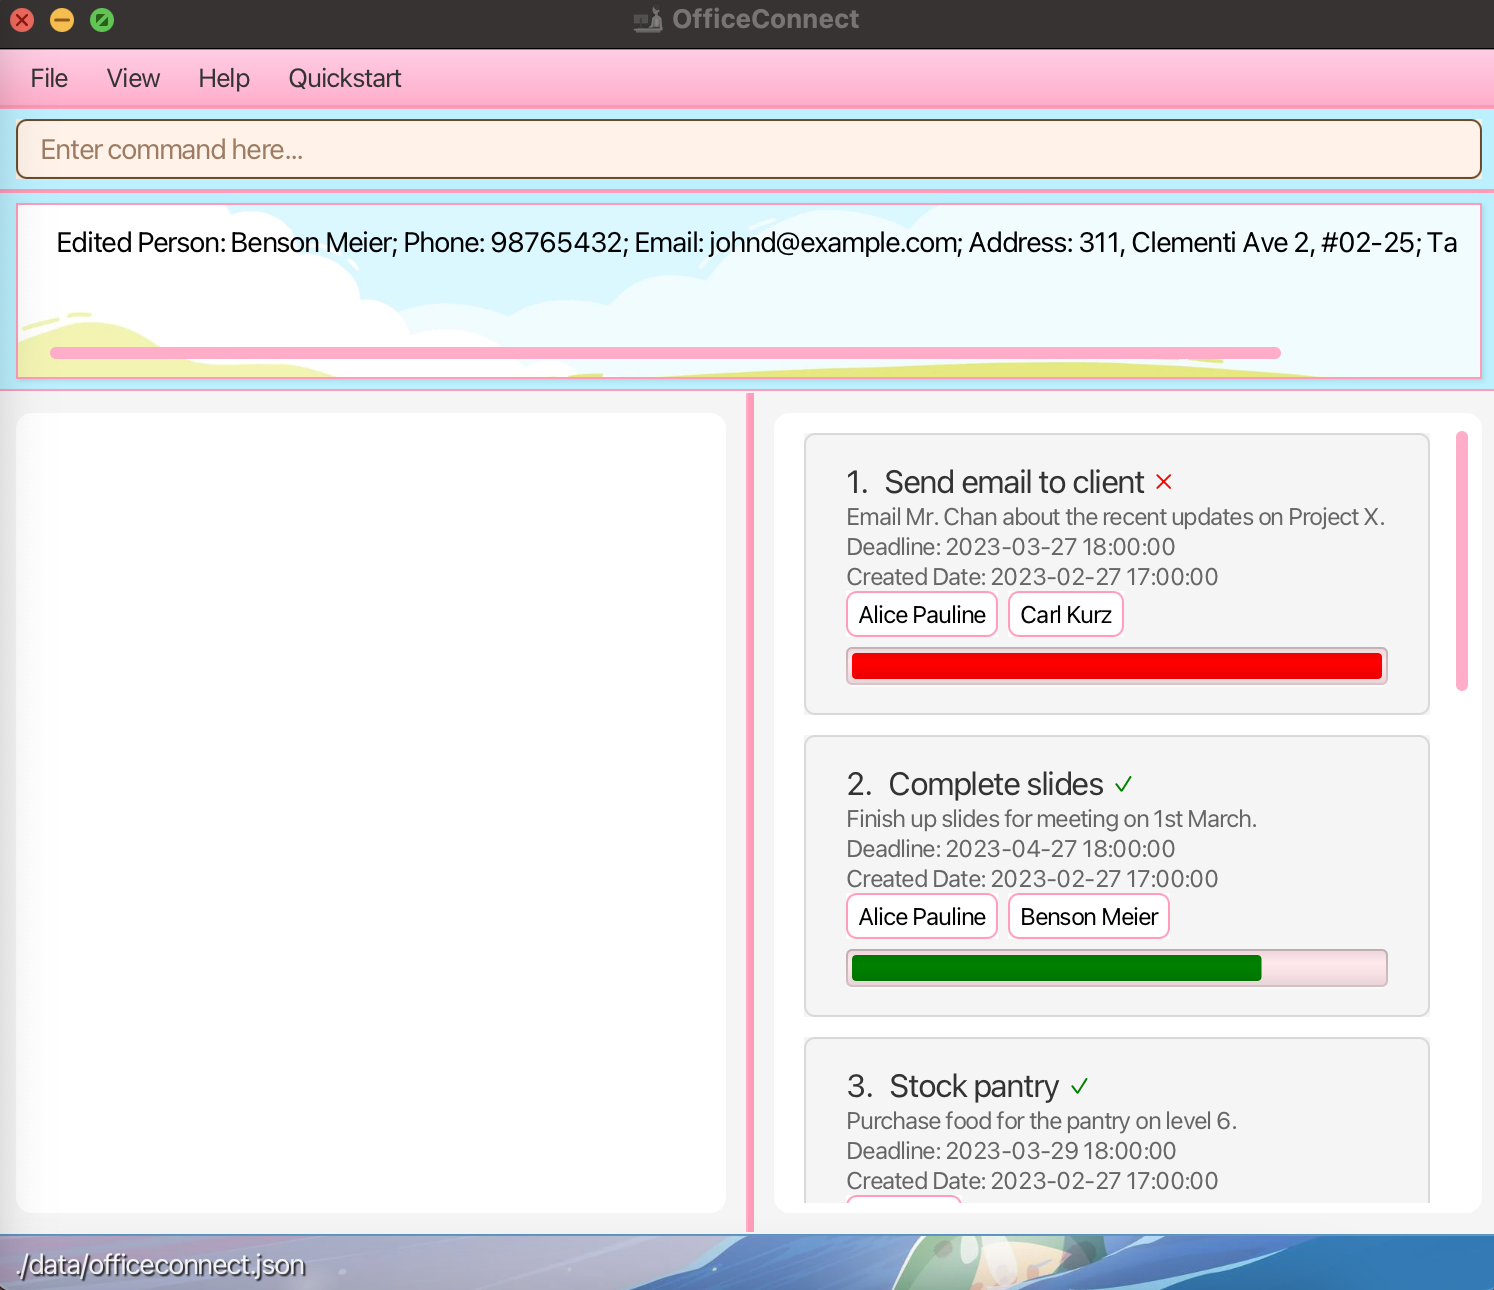 OfficeConnect
File View Help Quickstart
Enter command here...
Edited Person: Benson Meier; Phone: 98765432; Email: johnd@example.com; Address: 311, Clementi Ave 2, #02-25; Ta
1. Send email to client
Email Mr. Chan about the recent updates on Project X.
Deadline: 2023-03-27 18:00:00
Created Date: 2023-02-27 17:00:00
Alice Pauline Carl Kurz
2. Complete slides
Finish up slides for meeting on 1st March.
Deadline: 2023-04-27 18:00:00
Created Date: 2023-02-27 17:00:00
Alice Pauline Benson Meier
3. Stock pantry
Purchase food for the pantry on level 6.
Deadline: 2023-03-29 18:00:00
Created Date: 2023-02-27 17:00:00
./data/officeconnect.json